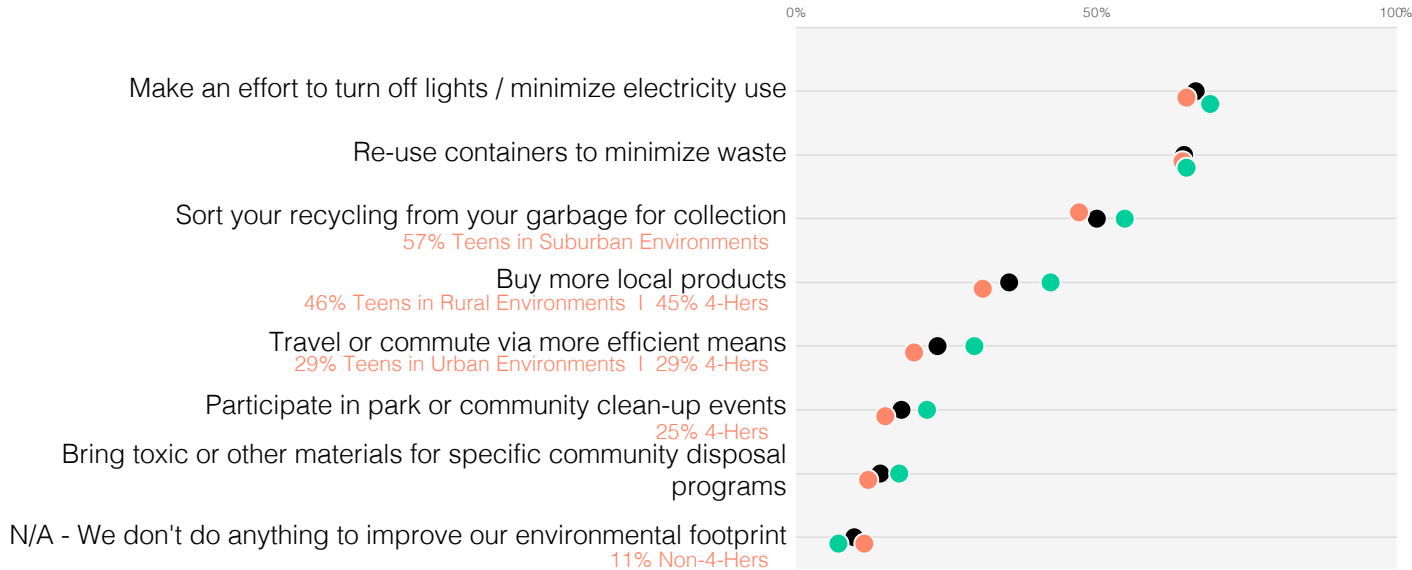 0% 50% 100%
Make an effort to turn off lights / minimize electricity use
Re-use containers to minimize waste
Sort your recycling from your garbage for collection
57% Teens in Suburban Environments
Buy more local products
46% Teens in Rural Environments I 45% 4-Hers
Travel or commute via more efficient means
29% Teens in Urban Environments I 29% 4-Hers
Participate in park or community clean-up events
25% 4-Hers
Bring toxic or other materials for specific community disposal
programs
N/A - We don't do anything to improve our environmental footprint
11% Non-4-Hers